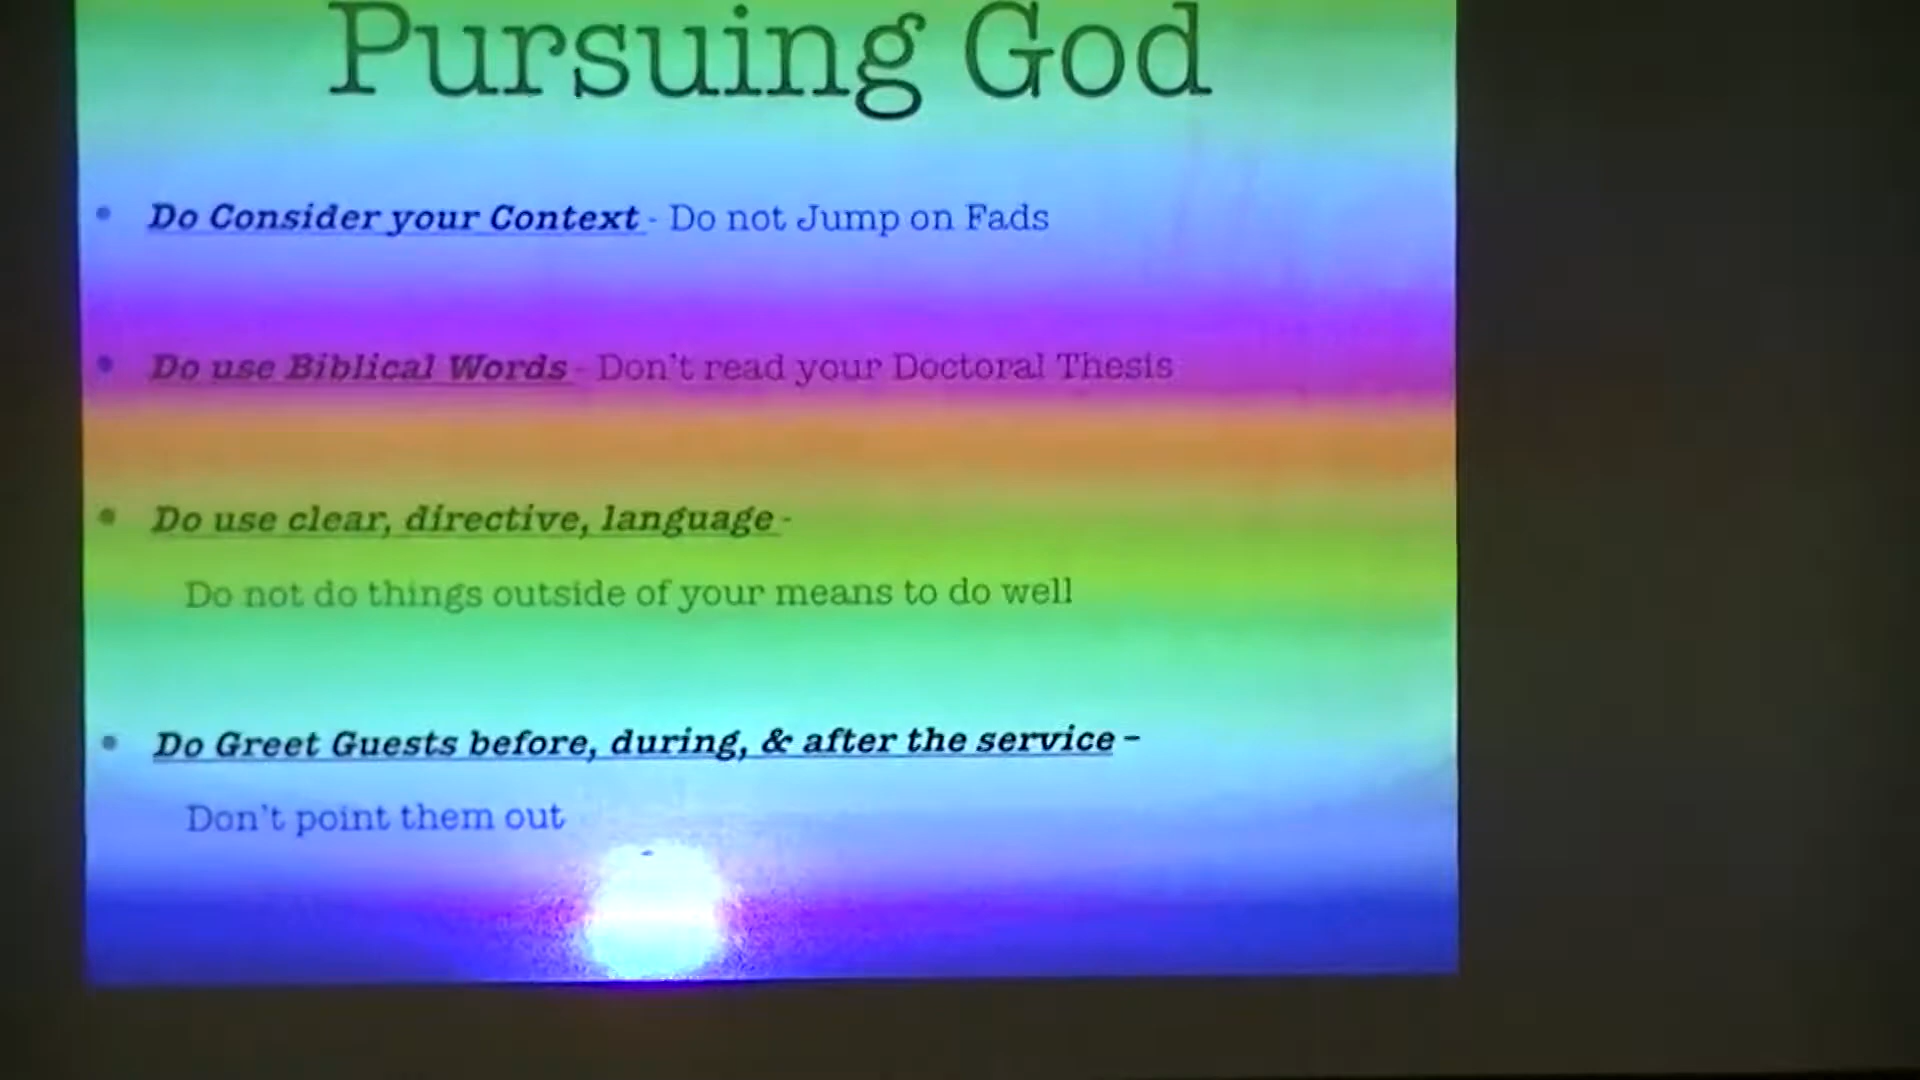 Pursuing God
• Do Consider your Context - Do not Jump on Fads
• Do use Biblical Words - Don't read your Doctoral Thesis
• Do use clear, directive, language -
Do not do things outside of your means to do well
• Do Greet Guests before, during, & after the service –
Don't point them out